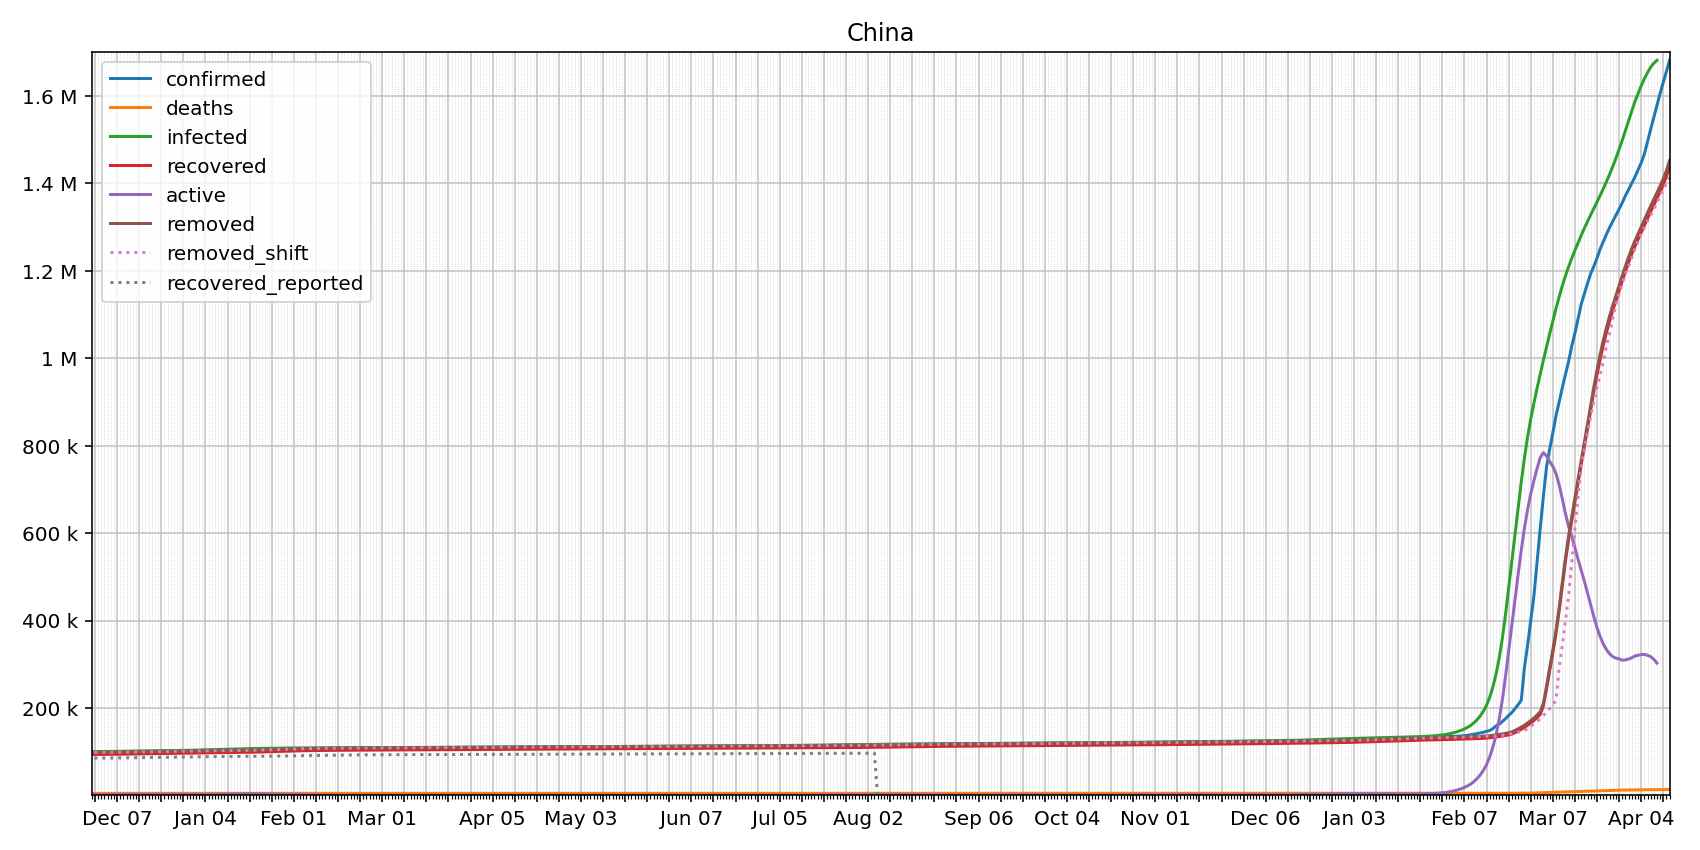 China
confirmed
deaths
infected
recovered
active
removed
removed_shift
recovered_reported
1.6 M
1.4 M
1.2 M
1 M
800 k
600 k
400 k
200 k
Dec 07 Jan 04 Feb 01 Mar 01 Apr 05 May 03 Jun 07 Jul 05 Aug 02 Sep 06 Oct 04 Nov 01 Dec 06 Jan 03 Feb 07 Mar 07 Apr 04